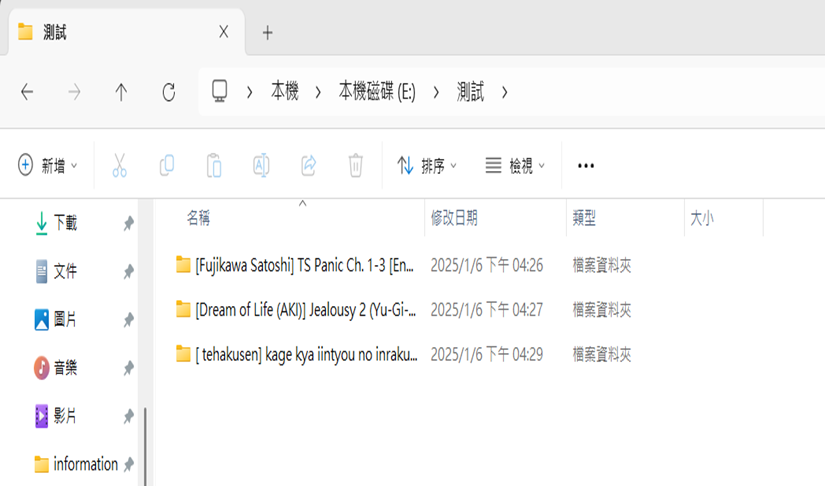 測試
本機 > 本機磁碟 (E:) > 測試 >
新增 排序 檢視 ...
名稱 修改日期 類型 大小
下載
文件
圖片
音樂
影片
information
[Fujikawa Satoshi] TS Panic Ch. 1-3 [En... 2025/1/6 下午 04:26 檔案資料夾
[Dream of Life (AKI)] Jealousy 2 (Yu-Gi-... 2025/1/6 下午 04:27 檔案資料夾
[ tehakusen] kage kya iintyou no inraku... 2025/1/6 下午 04:29 檔案資料夾